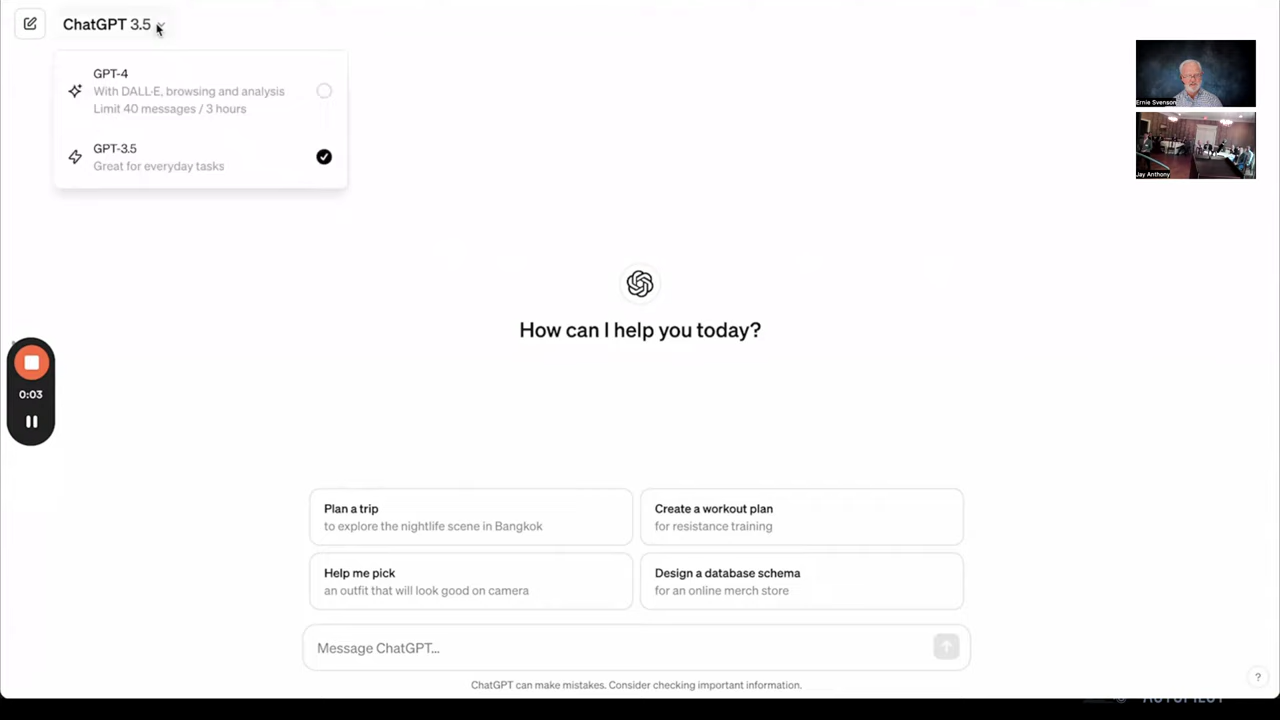 ChatGPT 3.5
GPT-4
With DALL·E, browsing and analysis
Limit 40 messages / 3 hours
GPT-3.5
Great for everyday tasks
Ernie Svenson
Jay Anthony
How can I help you today?
0:03
Plan a trip
to explore the nightlife scene in Bangkok
Create a workout plan
for resistance training
Help me pick
an outfit that will look good on camera
Design a database schema
for an online merch store
Message ChatGPT...
ChatGPT can make mistakes. Consider checking important information.
?
AUTOPILOT